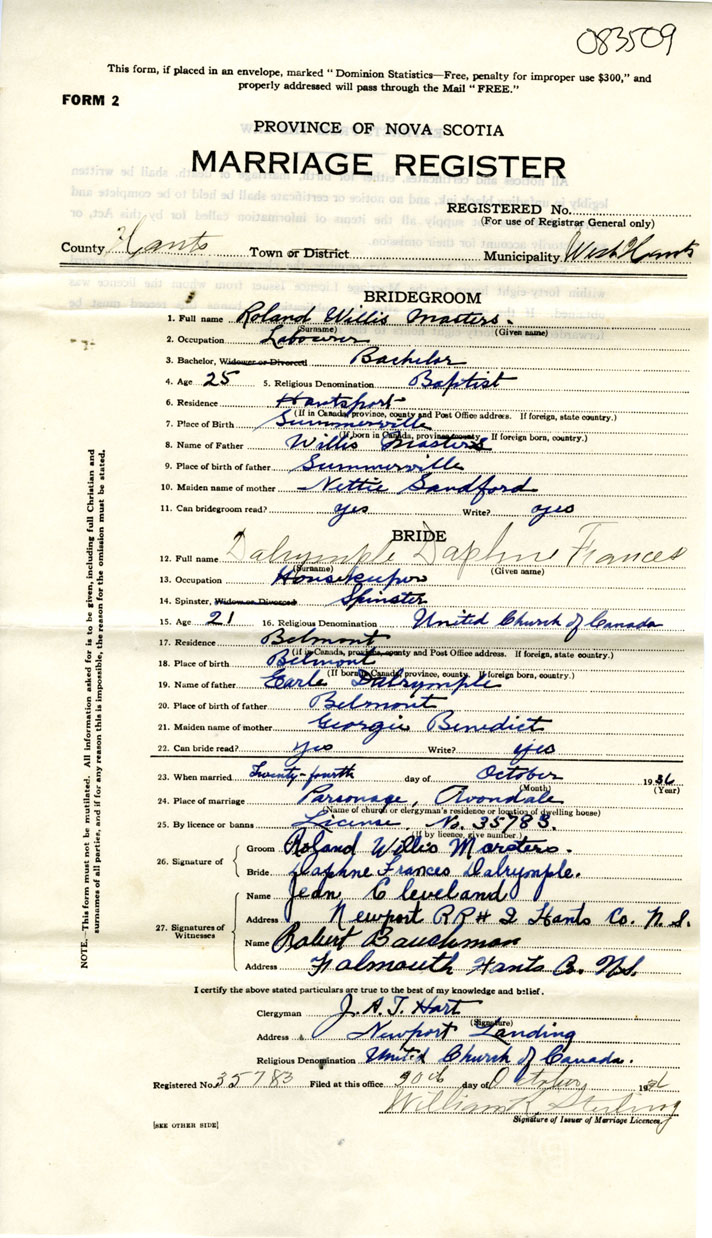 083509
This form, if placed in an envelope, marked "Dominion Statistics—Free, penalty for improper use $300," and
properly addressed will pass through the Mail "FREE."
FORM 2
PROVINCE OF NOVA SCOTIA
MARRIAGE REGISTER
REGISTERED No.
(For use of Registrar General only)
County Hants Town or District Municipality West Hants
BRIDEGROOM
1. Full name Roland Willis Masters.
(Surname) (Given name)
2. Occupation Labourer
3. Bachelor, Widower or Divorced Bachelor
4. Age 25 5. Religious Denomination Baptist
6. Residence Hantsport
(If in Canada, province, county and Post Office address. If foreign, state country.)
7. Place of Birth Summerville
(If born in Canada, province, county. If foreign born, country.)
8. Name of Father Willis Masters
9. Place of birth of father Summerville
10. Maiden name of mother Nettie Sandford
11. Can bridegroom read? yes Write? yes
BRIDE
12. Full name Dalrymple Daphne Frances
(Surname) (Given name)
13. Occupation Housekeeper
14. Spinster, Widow or Divorced Spinster
15. Age 21 16. Religious Denomination United Church of Canada
17. Residence Belmont
(If in Canada, province, county and Post Office address. If foreign, state country.)
18. Place of birth Belmont
(If born in Canada, province, county. If foreign born, country.)
19. Name of father Earle Dalrymple
20. Place of birth of father Belmont
21. Maiden name of mother Georgie Benedict
22. Can bride read? yes Write? yes
23. When married Twenty-fourth day of October 1936
(Month) (Year)
24. Place of marriage Parsonage, Avondale
(Name of church or clergyman's residence or location of dwelling house)
25. By licence or banns License No. 35783
(If by licence, give number.)
26. Signature of
Groom Roland Willis Marsters.
Bride Daphne Frances Dalrymple.
27. Signatures of Witnesses
Name Jean Cleveland
Address Newport RR# 2 Hants Co. N.S.
Name Robert Baushman
Address Falmouth Hants Co. N.S.
I certify the above stated particulars are true to the best of my knowledge and belief.
Clergyman J. A. T. Hart
(Signature)
Address Newport Landing
Religious Denomination United Church of Canada.
Registered No. 35783 Filed at this office 30th day of October 1936
William K Sterling
Signature of Issuer of Marriage Licences
[SEE OTHER SIDE]
NOTE.—This form must not be mutilated. All information asked for is to be given, including full Christian and
surnames of all parties, and if for any reason this is impossible, the reason for the omission must be stated.